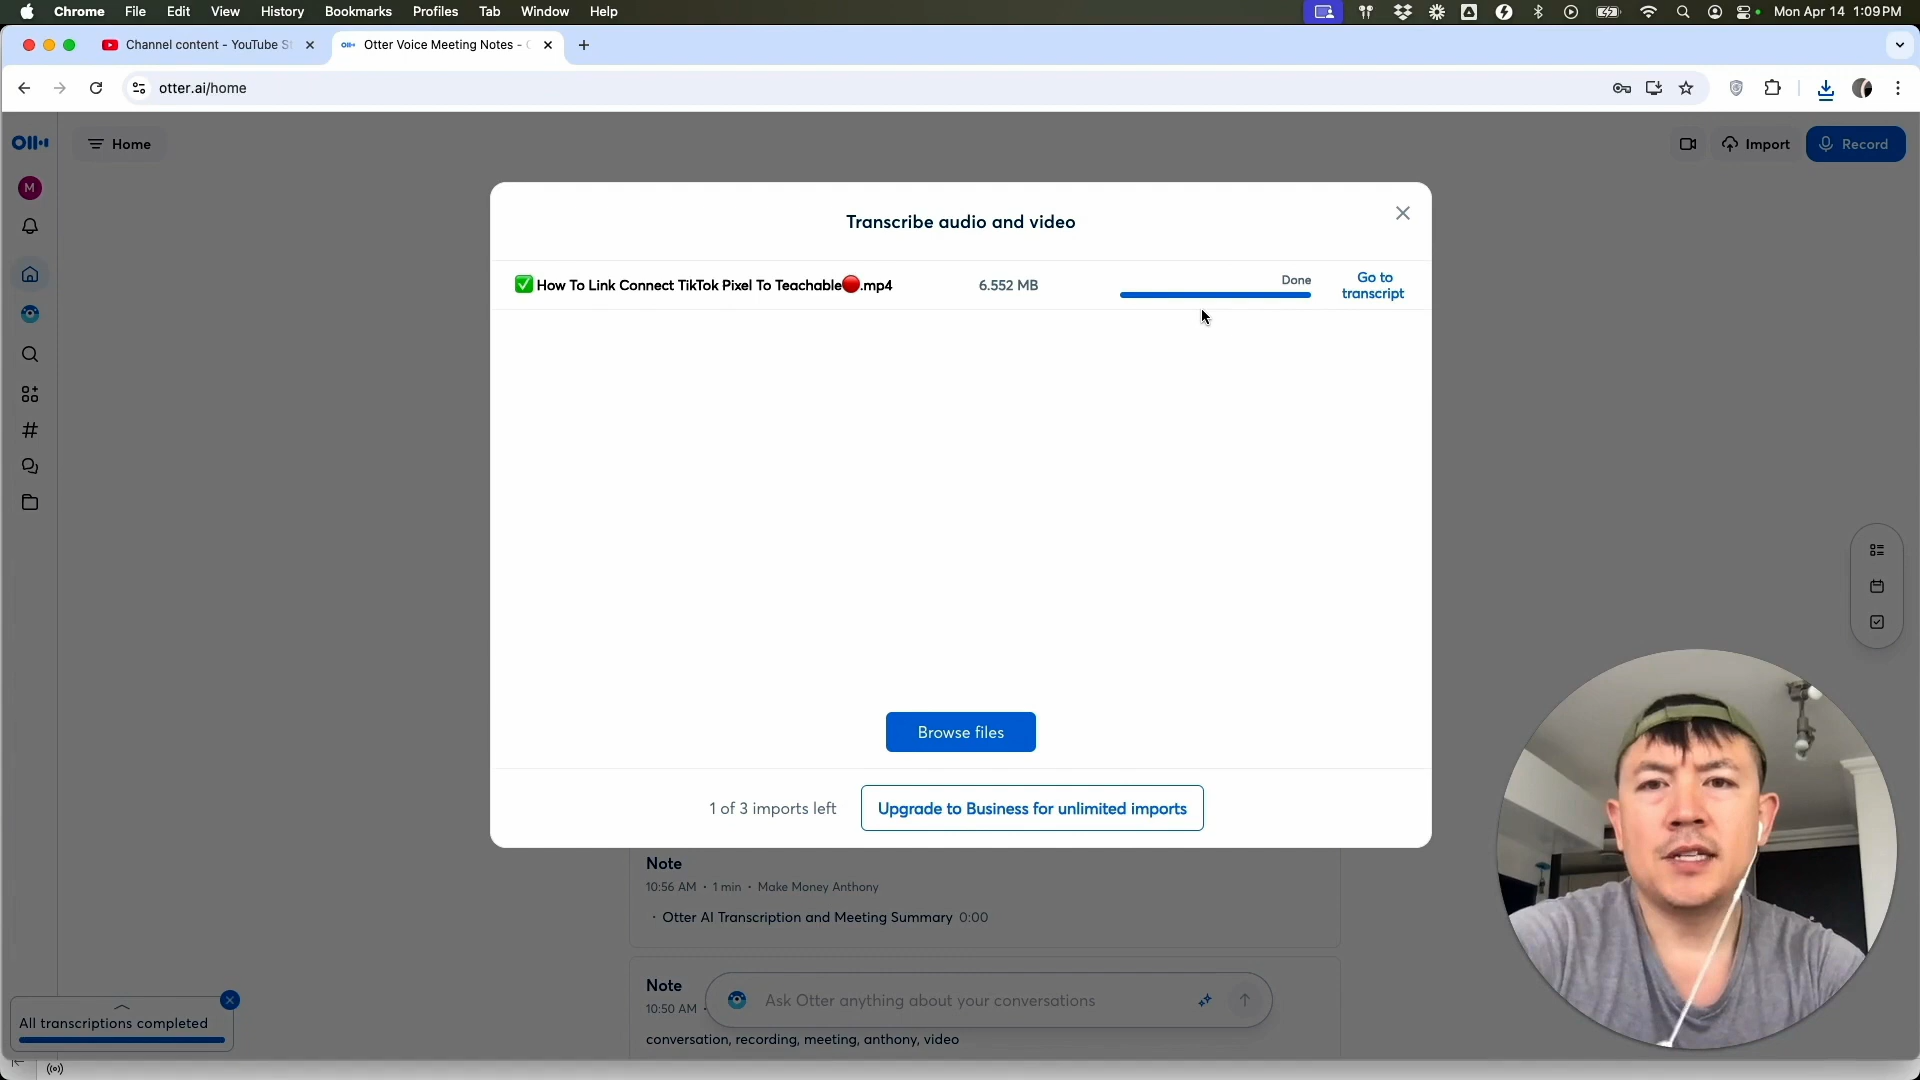 Chrome File Edit View History Bookmarks Profiles Tab Window Help Mon Apr 14 1:09 PM
Channel content - YouTube S Otter Voice Meeting Notes -
otter.ai/home
Home Import Record
M
Transcribe audio and video
✅ How To Link Connect TikTok Pixel To Teachable🔴.mp4 6.552 MB Done Go to
transcript
Browse files
1 of 3 imports left Upgrade to Business for unlimited imports
Note
10:56 AM • 1 min • Make Money Anthony
· Otter AI Transcription and Meeting Summary 0:00
Note
Ask Otter anything about your conversations
10:50 AM •
All transcriptions completed
conversation, recording, meeting, anthony, video